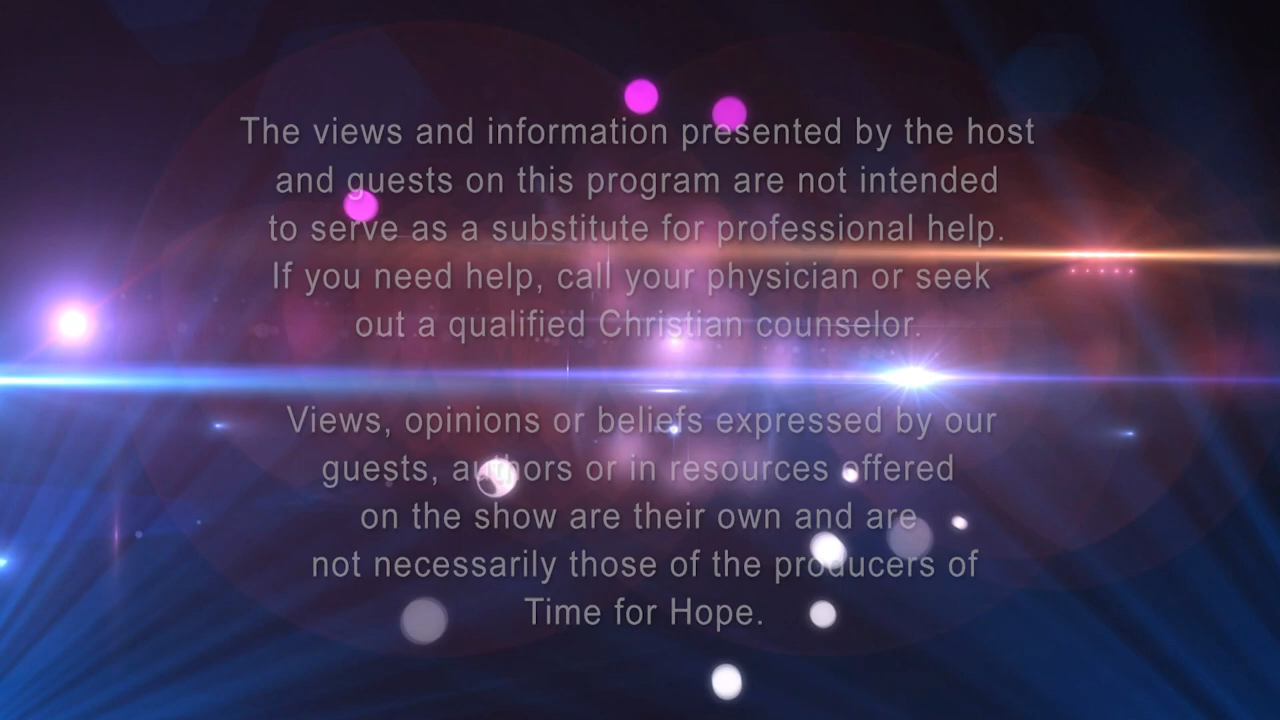 The views and information presented by the host
and guests on this program are not intended
to serve as a substitute for professional help.
If you need help, call your physician or seek
out a qualified Christian counselor.
Views, opinions or beliefs expressed by our
guests, authors or in resources offered
on the show are their own and are
not necessarily those of the producers of
Time for Hope.